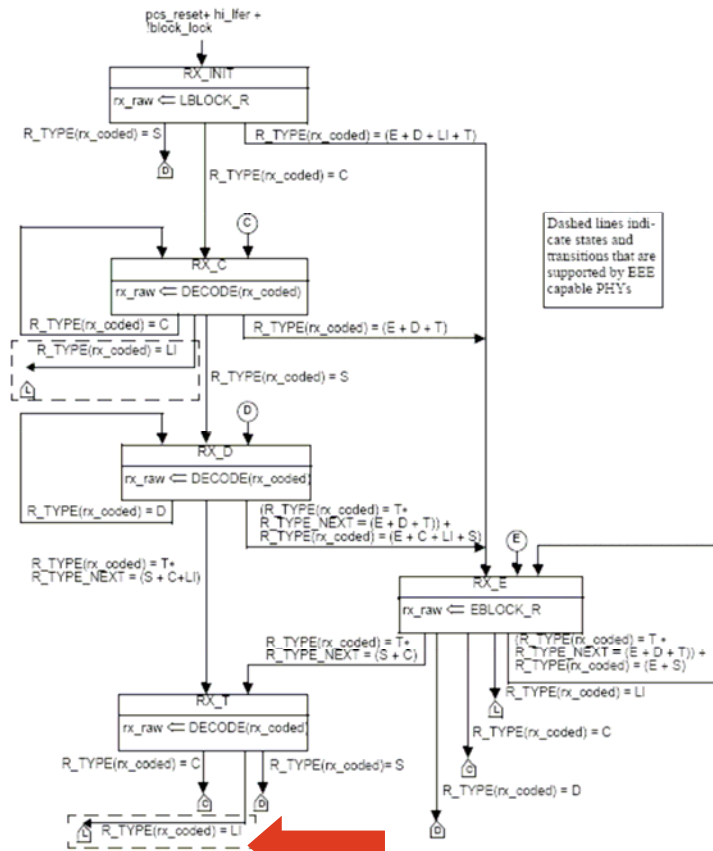 pcs_reset+ hi_lfer +
!block_lock
RX_INIT
rx_raw ⇐ LBLOCK_R
R_TYPE(rx_coded) = S
R_TYPE(rx_coded) = (E + D + LI + T)
D
R_TYPE(rx_coded) = C
C
Dashed lines indi-
cate states and
transitions that are
supported by EEE
capable PHYs
RX_C
rx_raw ⇐ DECODE(rx_coded)
R_TYPE(rx_coded) = C
R_TYPE(rx_coded) = (E + D + T)
R_TYPE(rx_coded) = LI
L
R_TYPE(rx_coded) = S
D
RX_D
rx_raw ⇐ DECODE(rx_coded)
R_TYPE(rx_coded) = D
(R_TYPE(rx_coded) = T*
R_TYPE_NEXT = (E + D + T)) +
R_TYPE(rx_coded) = (E + C + LI + S)
R_TYPE(rx_coded) = T*
R_TYPE_NEXT = (S + C+LI)
E
RX_E
rx_raw ⇐ EBLOCK_R
R_TYPE(rx_coded) = T*
R_TYPE_NEXT = (S + C)
(R_TYPE(rx_coded) = T *
R_TYPE_NEXT = (E + D + T)) +
R_TYPE(rx_coded) = (E + S)
R_TYPE(rx_coded) = LI
L
RX_T
rx_raw ⇐ DECODE(rx_coded)
R_TYPE(rx_coded) = C
C
R_TYPE(rx_coded) = C
R_TYPE(rx_coded)= S
C
D
R_TYPE(rx_coded) = D
D
L
R_TYPE(rx_coded) = LI